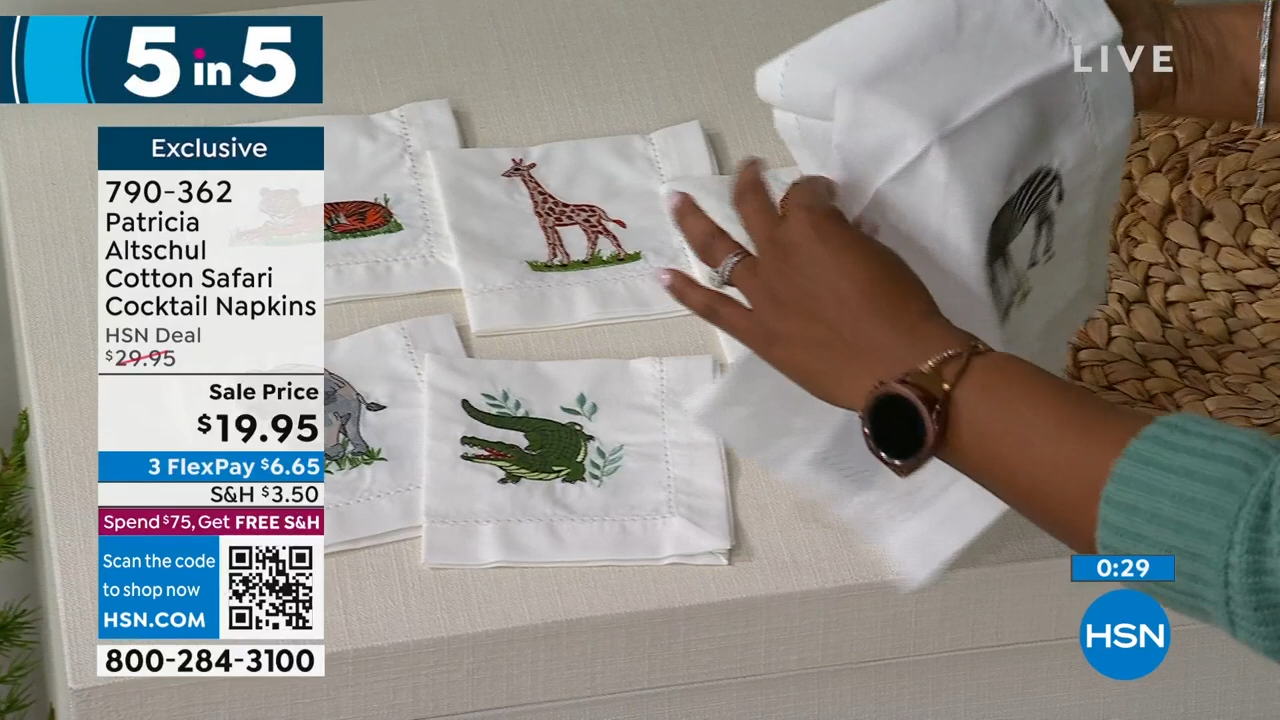 5 in 5
LIVE
Exclusive
790-362
Patricia
Altschul
Cotton Safari
Cocktail Napkins
HSN Deal
$29.95
Sale Price
$19.95
3 FlexPay $6.65
S&H $3.50
Spend $75, Get FREE S&H
Scan the code
to shop now
HSN.COM
800-284-3100
0:29
HSN